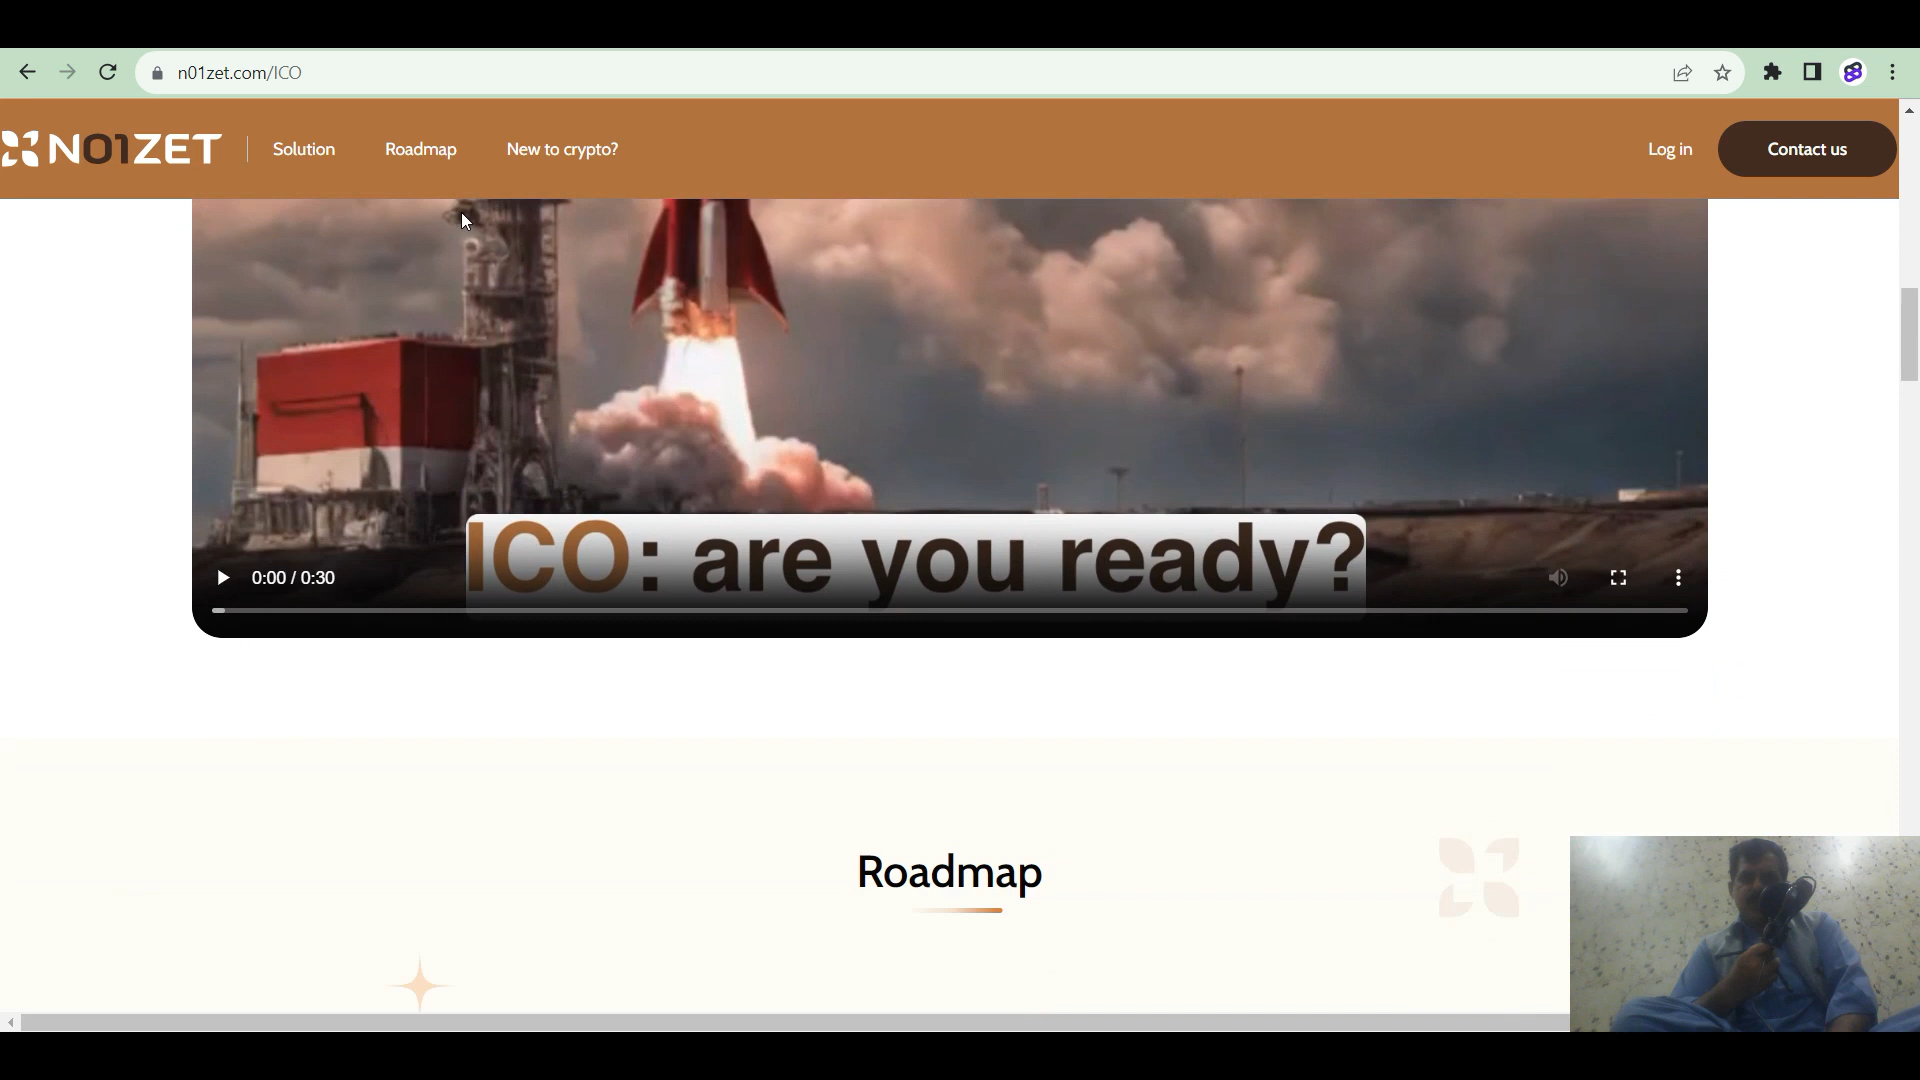 n01zet.com/ICO
N01ZET
Solution
Roadmap
New to crypto?
Log in
Contact us
ICO: are you ready?
0:00 / 0:30
Roadmap